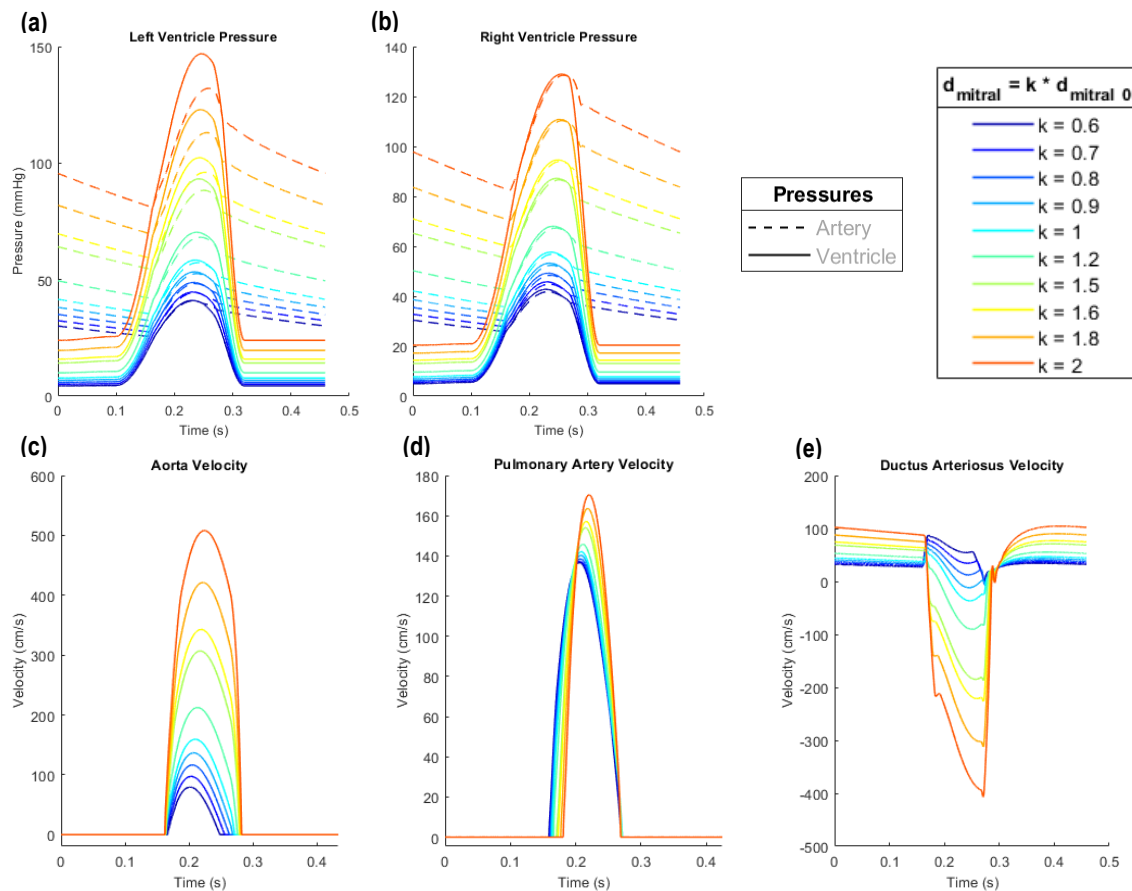 (a)
Left Ventricle Pressure
150
100
50
0
Pressure (mmHg)
0 0.1 0.2 0.3 0.4 0.5
Time (s)
(b)
Right Ventricle Pressure
140
120
100
80
60
40
20
0
0 0.1 0.2 0.3 0.4 0.5
Time (s)
Pressures
Artery
Ventricle
d mitral = k * d mitral 0
k = 0.6
k = 0.7
k = 0.8
k = 0.9
k = 1
k = 1.2
k = 1.5
k = 1.6
k = 1.8
k = 2
(c)
Aorta Velocity
600
500
400
300
200
100
0
Velocity (cm/s)
0 0.1 0.2 0.3 0.4
Time (s)
(d)
Pulmonary Artery Velocity
180
160
140
120
100
80
60
40
20
0
Velocity (cm/s)
0 0.1 0.2 0.3 0.4
Time (s)
(e)
Ductus Arteriosus Velocity
200
100
0
-100
-200
-300
-400
-500
Velocity (cm/s)
0 0.1 0.2 0.3 0.4 0.5
Time (s)